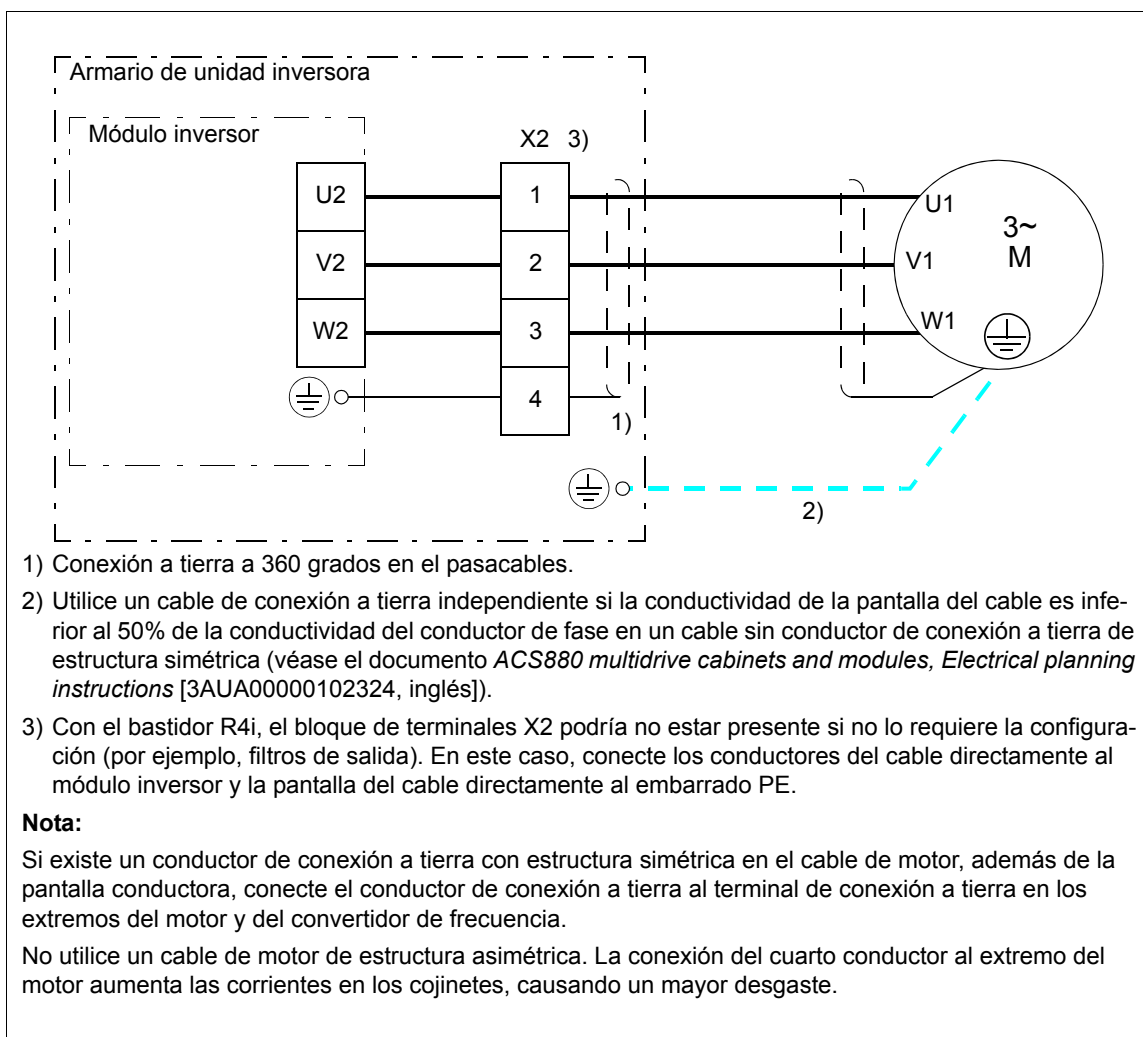 Armario de unidad inversora
Módulo inversor
X2 3)
U2
1
U1
3~
M
V2
2
V1
W2
3
W1
4
1)
2)
1) Conexión a tierra a 360 grados en el pasacables.
2) Utilice un cable de conexión a tierra independiente si la conductividad de la pantalla del cable es infe-
rior al 50% de la conductividad del conductor de fase en un cable sin conductor de conexión a tierra de
estructura simétrica (véase el documento ACS880 multidrive cabinets and modules, Electrical planning
instructions [3AUA00000102324, inglés]).
3) Con el bastidor R4i, el bloque de terminales X2 podría no estar presente si no lo requiere la configura-
ción (por ejemplo, filtros de salida). En este caso, conecte los conductores del cable directamente al
módulo inversor y la pantalla del cable directamente al embarrado PE.
Nota:
Si existe un conductor de conexión a tierra con estructura simétrica en el cable de motor, además de la
pantalla conductora, conecte el conductor de conexión a tierra al terminal de conexión a tierra en los
extremos del motor y del convertidor de frecuencia.
No utilice un cable de motor de estructura asimétrica. La conexión del cuarto conductor al extremo del
motor aumenta las corrientes en los cojinetes, causando un mayor desgaste.